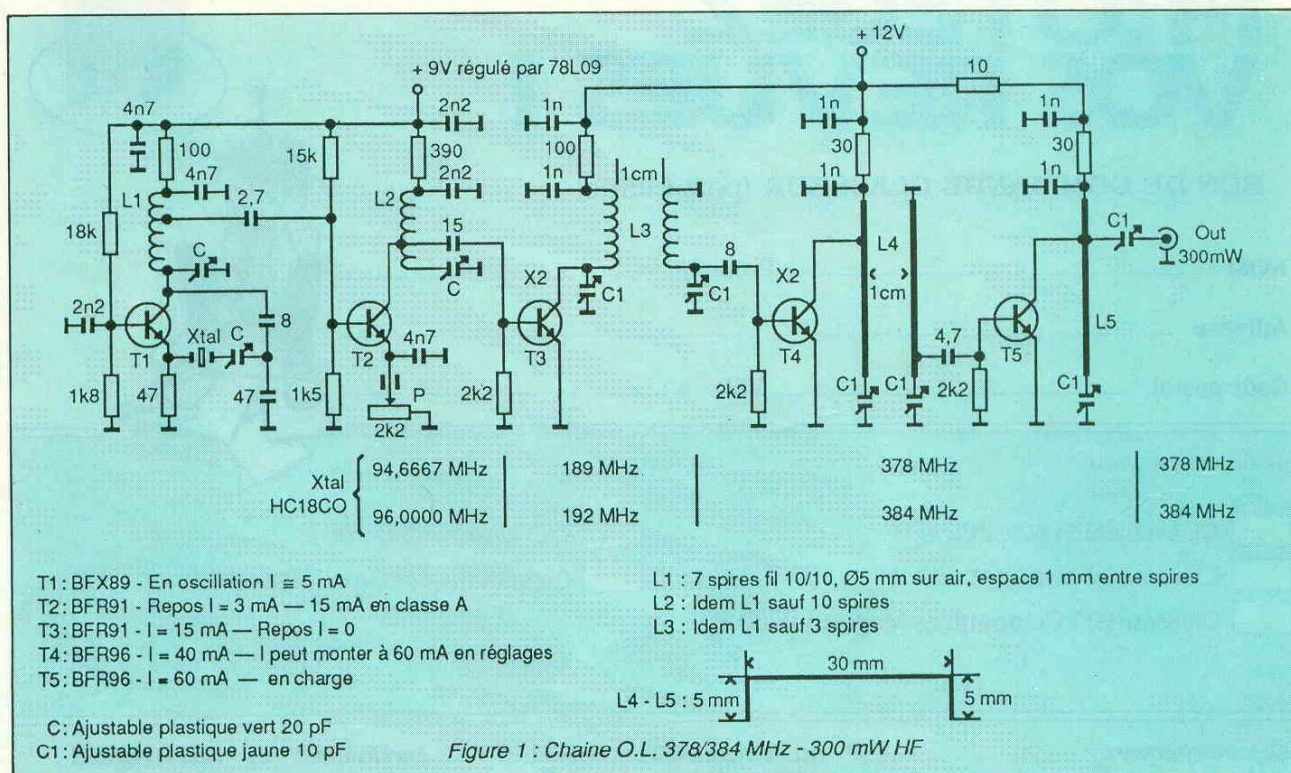 + 12V
+ 9V régulé par 78L09
10
4n7
2n2
1n
1n
1n
100
15k
390
100
30
30
4n7
2n2
1n
1cm
1n
1n
L1
2,7
L2
18k
15
L3
L4
C1
Out
300mW
C
C
8
X2
X2
1cm
2n2
C1
C1
8
L5
Xtal
C
T1
T2
4n7
T3
T4
4,7
T5
P
C1
C1
C1
1k8
47
47
1k5
2k2
2k2
2k2
2k2
Xtal
HC18CO
94,6667 MHz
189 MHz
378 MHz
378 MHz
96,0000 MHz
192 MHz
384 MHz
384 MHz
T1 : BFX89 - En oscillation I ≅ 5 mA
T2 : BFR91 - Repos I = 3 mA — 15 mA en classe A
T3 : BFR91 - I = 15 mA — Repos I = 0
T4 : BFR96 - I = 40 mA — I peut monter à 60 mA en réglages
T5 : BFR96 - I = 60 mA — en charge
C : Ajustable plastique vert 20 pF
C1 : Ajustable plastique jaune 10 pF
L1 : 7 spires fil 10/10, Ø5 mm sur air, espace 1 mm entre spires
L2 : Idem L1 sauf 10 spires
L3 : Idem L1 sauf 3 spires
30 mm
L4 - L5 : 5 mm
5 mm
Figure 1 : Chaine O.L. 378/384 MHz - 300 mW HF